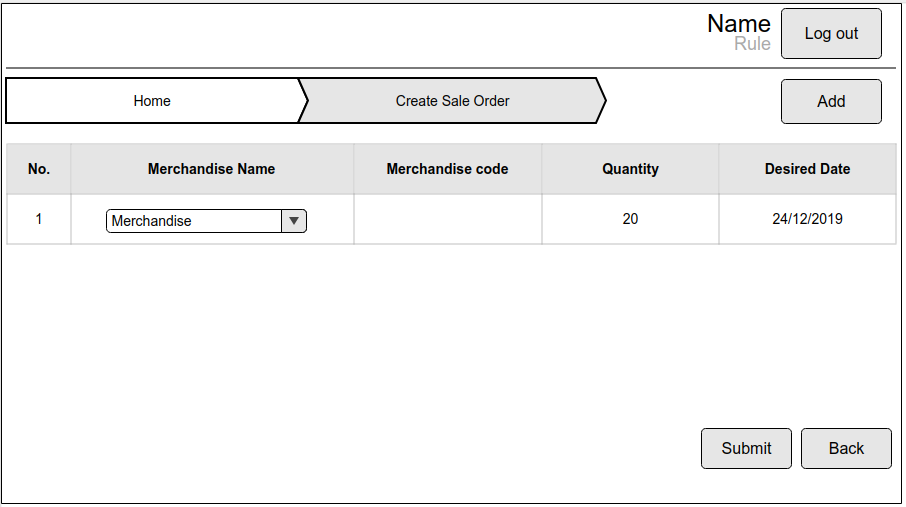 Name
Rule
Log out
Home
Create Sale Order
Add
No.
Merchandise Name
Merchandise code
Quantity
Desired Date
1
Merchandise
20
24/12/2019
Submit
Back